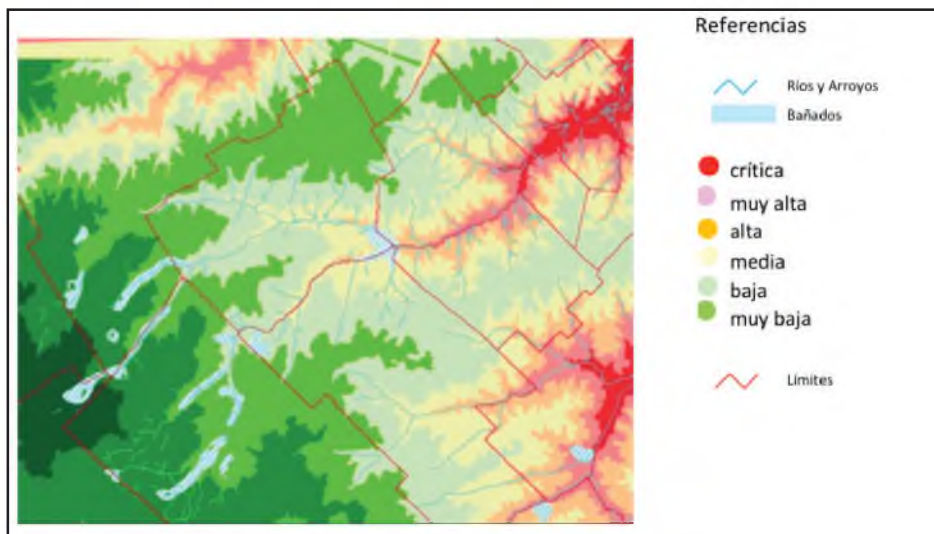 Referencias
Ríos y Arroyos
Bañados
crítica
muy alta
alta
media
baja
muy baja
Límites